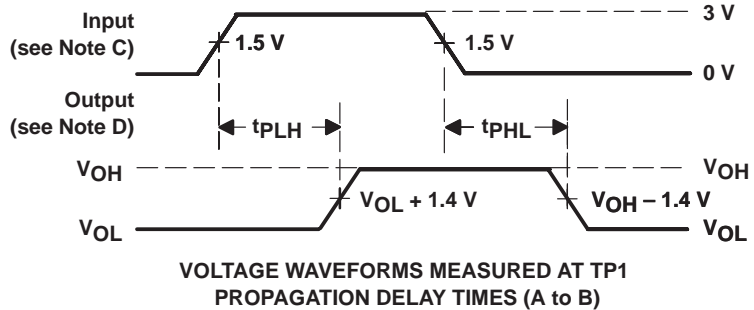 Input
(see Note C)
1.5 V
1.5 V
3 V
0 V
Output
(see Note D)
tPLH
tPHL
VOH
VOH
VOL + 1.4 V
VOH – 1.4 V
VOL
VOL
VOLTAGE WAVEFORMS MEASURED AT TP1
PROPAGATION DELAY TIMES (A to B)